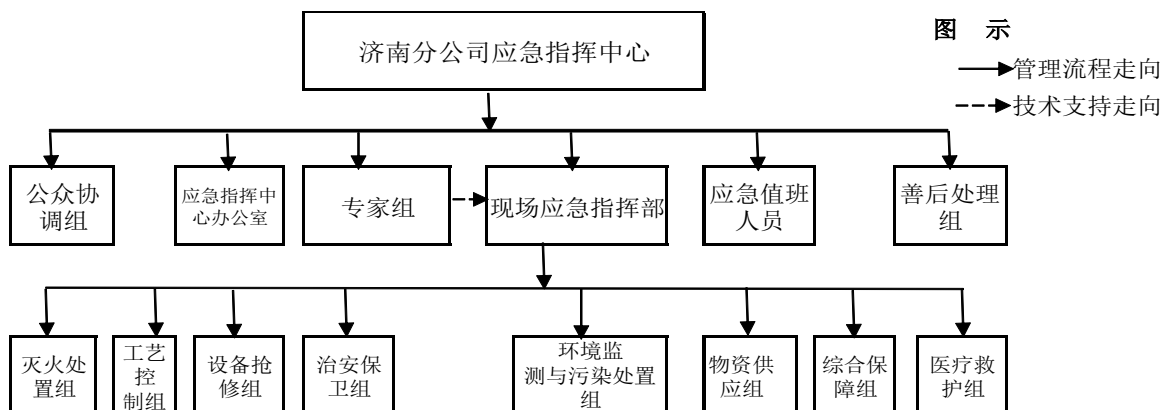 济南分公司应急指挥中心
图 示
管理流程走向
技术支持走向
公众协
调组
应急指挥中
心办公室
专家组
现场应急指挥部
应急值班
人员
善后处理
组
灭火处
置组
工艺
控
制组
设备抢
修组
治安保
卫组
环境监
测与污染处置
组
物资供
应组
综合保
障组
医疗救
护组